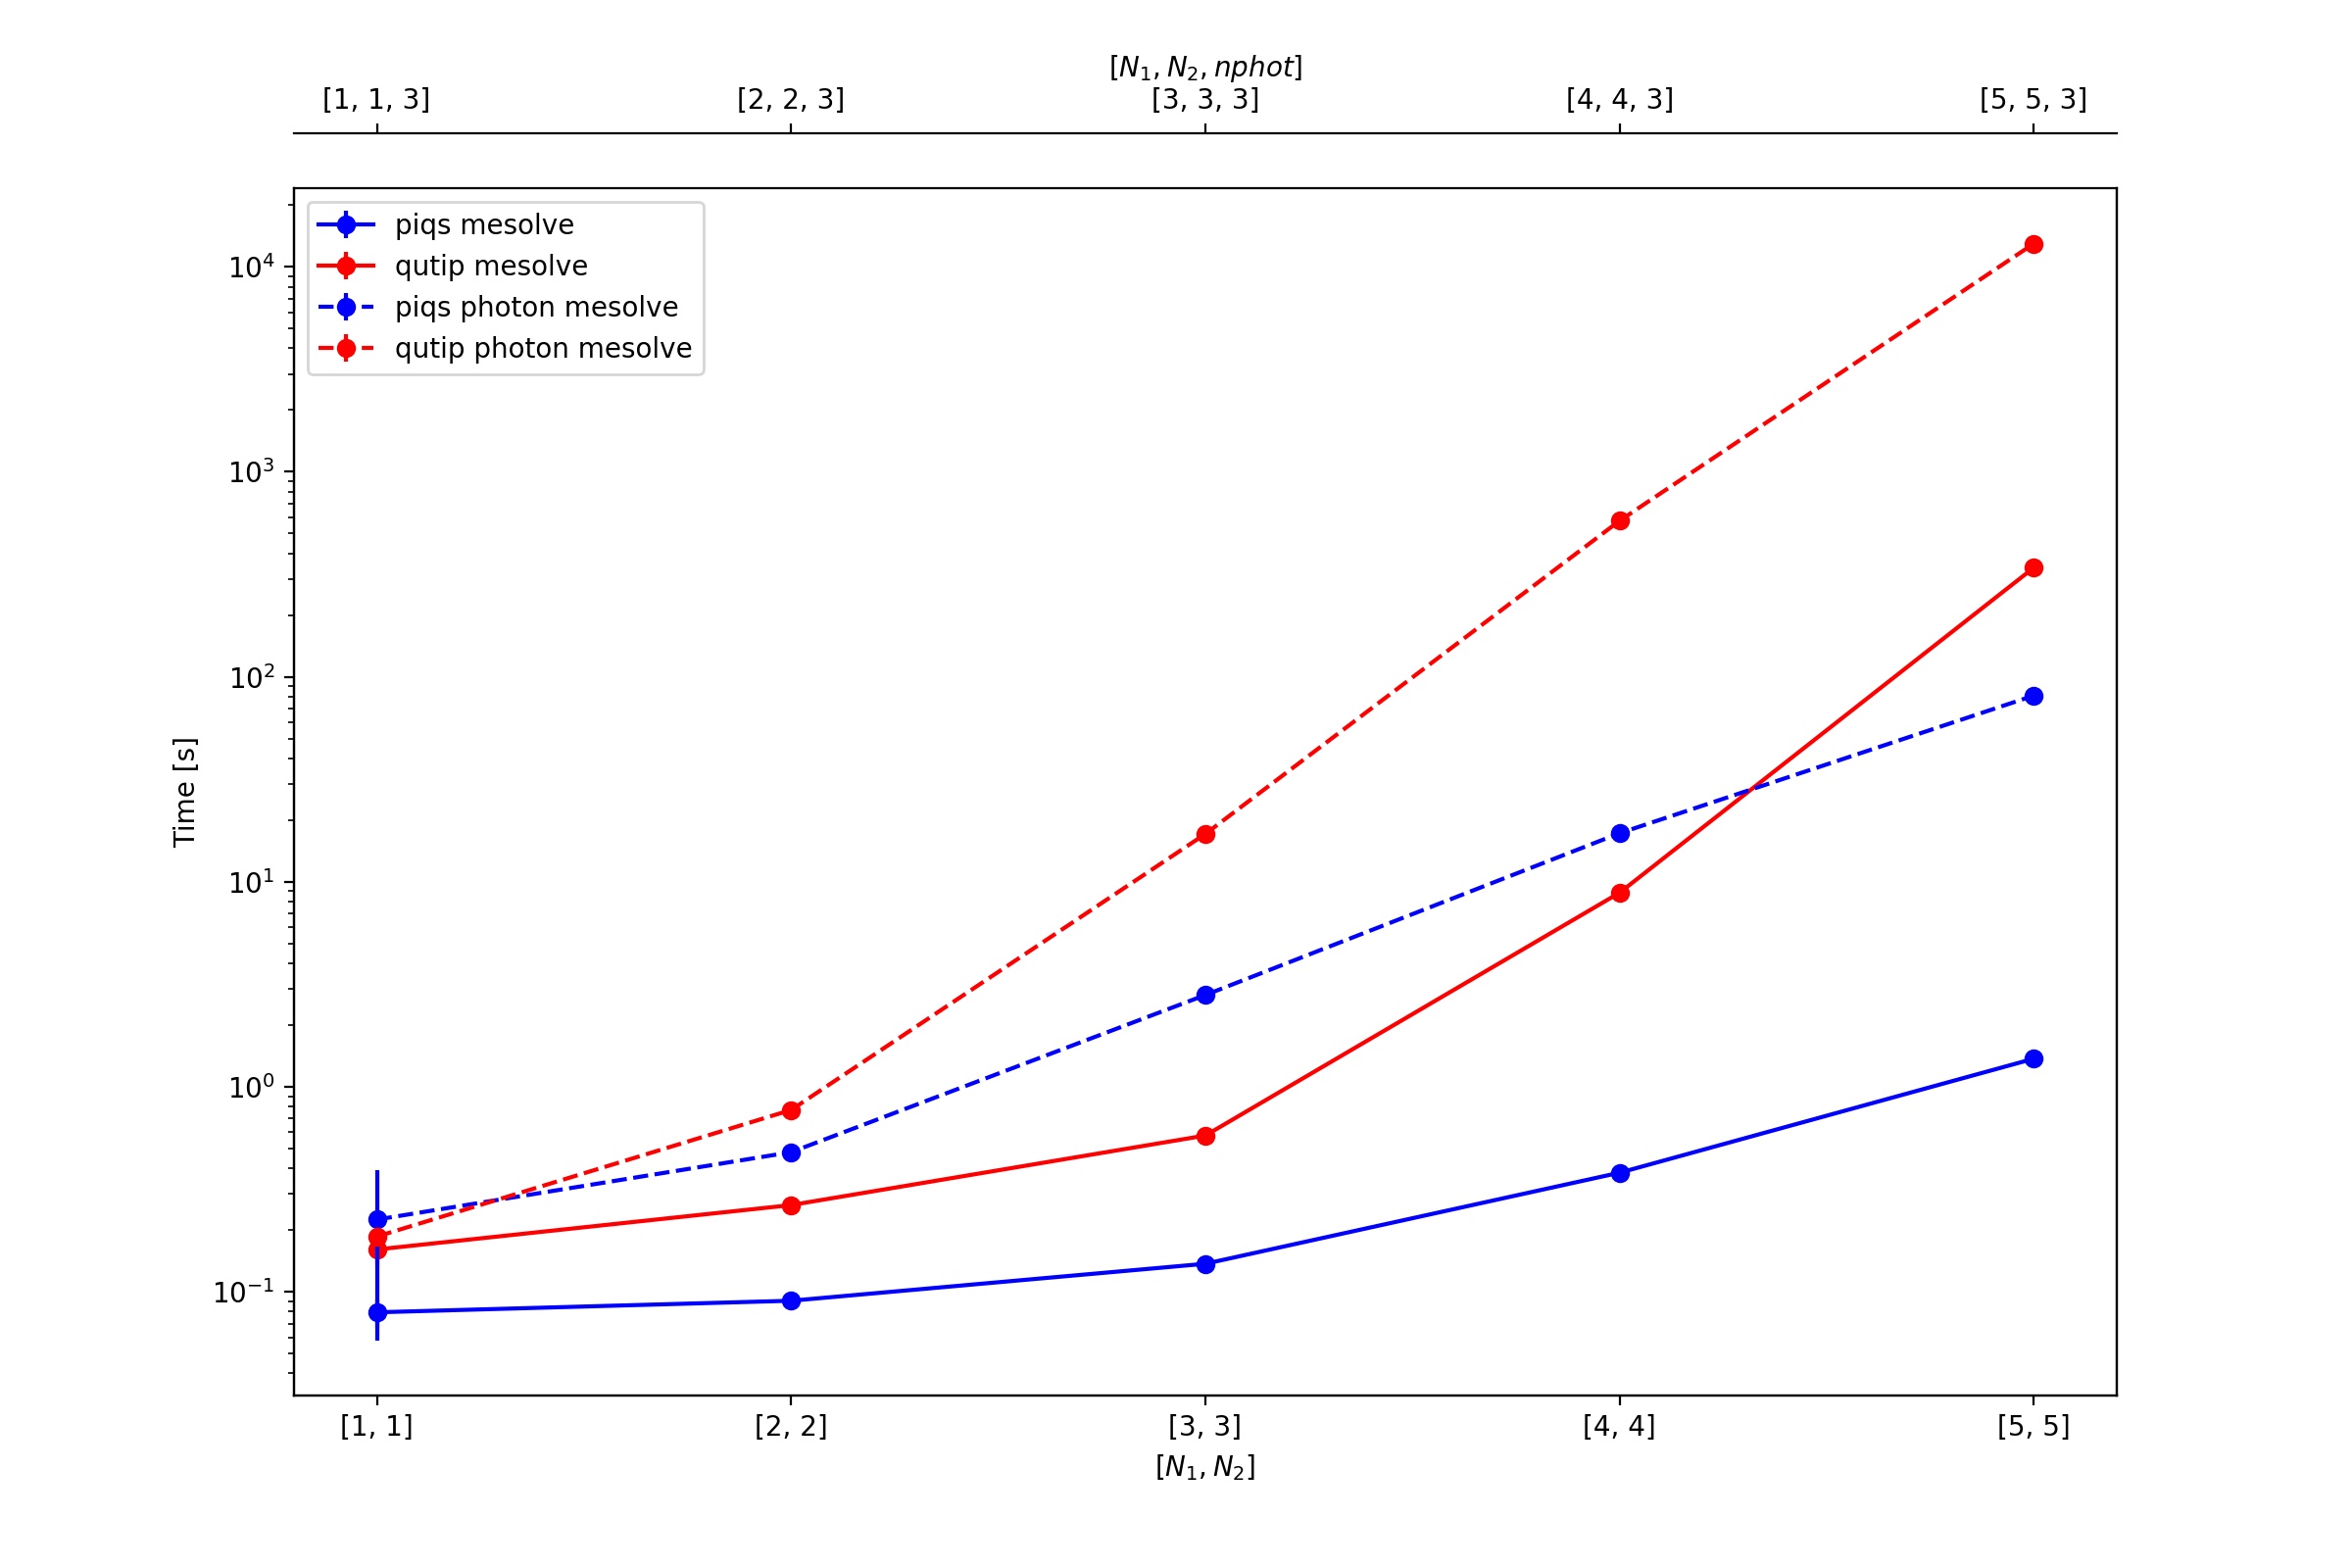 [N₁, N₂, nphot]
[1, 1, 3] [2, 2, 3] [3, 3, 3] [4, 4, 3] [5, 5, 3]
piqs mesolve
qutip mesolve
piqs photon mesolve
qutip photon mesolve
10⁴
10³
10²
10¹
10⁰
10⁻¹
Time [s]
[1, 1] [2, 2] [3, 3] [4, 4] [5, 5]
[N₁, N₂]